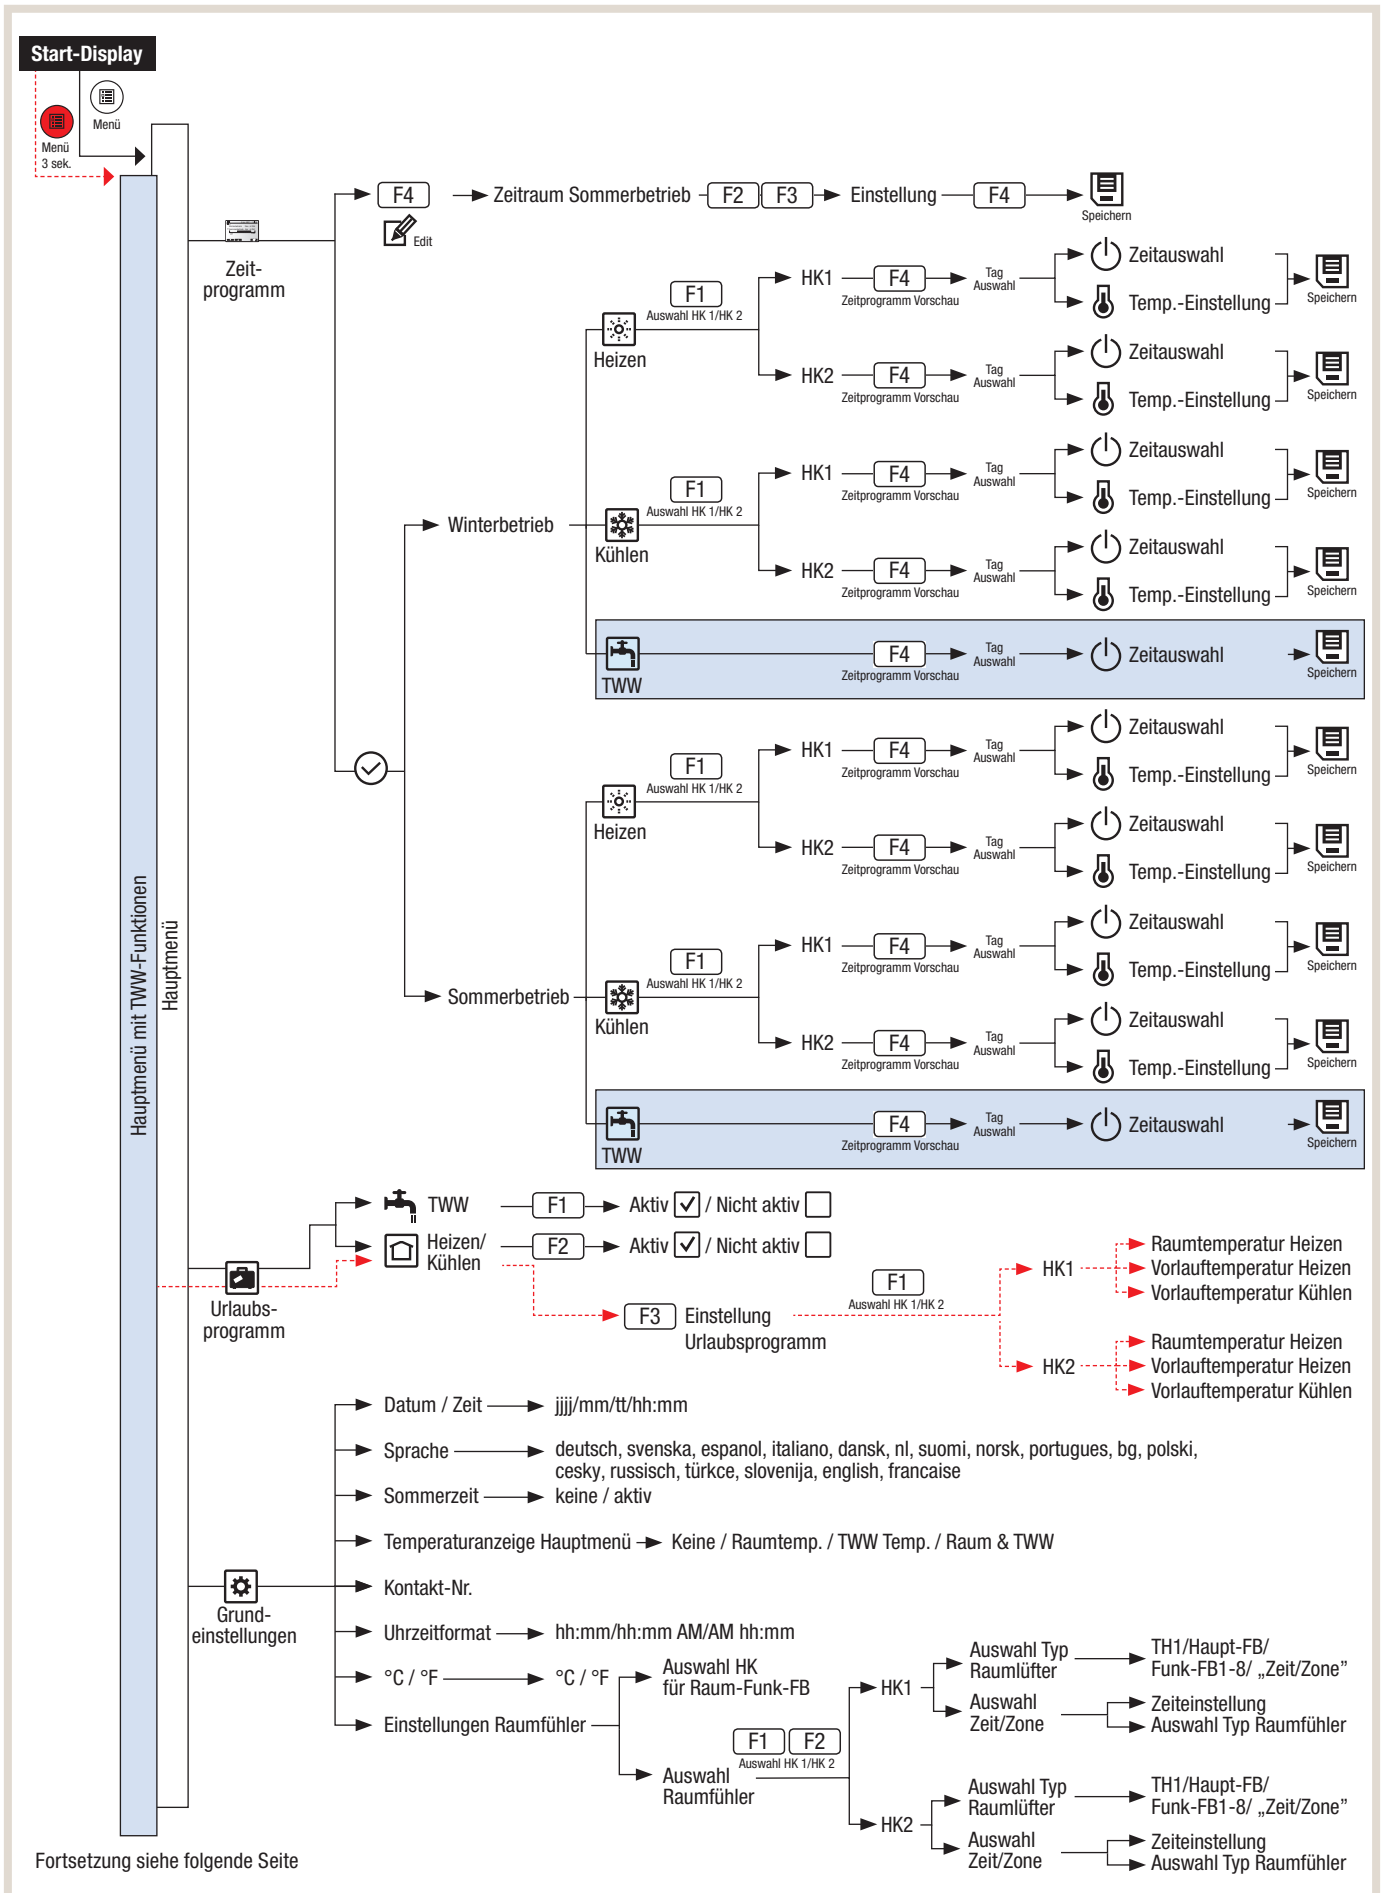 Start-Display
Menü
Menü
3 sek.
Hauptmenü mit TWW-Funktionen
Hauptmenü
Zeit-
programm
F4
Edit
Zeitraum Sommerbetrieb
F2 F3
Einstellung
F4
Speichern
Winterbetrieb
Heizen
F1
Auswahl HK 1/HK 2
HK1
F4
Zeitprogramm Vorschau
Tag
Auswahl
Zeitauswahl
Temp.-Einstellung
Speichern
HK2
F4
Zeitprogramm Vorschau
Tag
Auswahl
Zeitauswahl
Temp.-Einstellung
Speichern
Kühlen
F1
Auswahl HK 1/HK 2
HK1
F4
Zeitprogramm Vorschau
Tag
Auswahl
Zeitauswahl
Temp.-Einstellung
Speichern
HK2
F4
Zeitprogramm Vorschau
Tag
Auswahl
Zeitauswahl
Temp.-Einstellung
Speichern
TWW
F4
Zeitprogramm Vorschau
Tag
Auswahl
Zeitauswahl
Speichern
Sommerbetrieb
Heizen
F1
Auswahl HK 1/HK 2
HK1
F4
Zeitprogramm Vorschau
Tag
Auswahl
Zeitauswahl
Temp.-Einstellung
Speichern
HK2
F4
Zeitprogramm Vorschau
Tag
Auswahl
Zeitauswahl
Temp.-Einstellung
Speichern
Kühlen
F1
Auswahl HK 1/HK 2
HK1
F4
Zeitprogramm Vorschau
Tag
Auswahl
Zeitauswahl
Temp.-Einstellung
Speichern
HK2
F4
Zeitprogramm Vorschau
Tag
Auswahl
Zeitauswahl
Temp.-Einstellung
Speichern
TWW
F4
Zeitprogramm Vorschau
Tag
Auswahl
Zeitauswahl
Speichern
Urlaubs-
programm
TWW
F1
Aktiv / Nicht aktiv
Heizen/
Kühlen
F2
Aktiv / Nicht aktiv
F3
Einstellung
Urlaubsprogramm
F1
Auswahl HK 1/HK 2
HK1
Raumtemperatur Heizen
Vorlauftemperatur Heizen
Vorlauftemperatur Kühlen
HK2
Raumtemperatur Heizen
Vorlauftemperatur Heizen
Vorlauftemperatur Kühlen
Grund-
einstellungen
Datum / Zeit
jjjj/mm/tt/hh:mm
Sprache
deutsch, svenska, espanol, italiano, dansk, nl, suomi, norsk, portugues, bg, polski,
cesky, russisch, türkce, slovenija, english, francaise
Sommerzeit
keine / aktiv
Temperaturanzeige Hauptmenü
Keine / Raumtemp. / TWW Temp. / Raum & TWW
Kontakt-Nr.
Uhrzeitformat
hh:mm/hh:mm AM/AM hh:mm
°C / °F
°C / °F
Einstellungen Raumfühler
Auswahl HK
für Raum-Funk-FB
Auswahl
Raumfühler
F1 F2
Auswahl HK 1/HK 2
HK1
Auswahl Typ
Raumlüfter
TH1/Haupt-FB/
Funk-FB1-8/ „Zeit/Zone”
Auswahl
Zeit/Zone
Zeiteinstellung
Auswahl Typ Raumfühler
HK2
Auswahl Typ
Raumlüfter
TH1/Haupt-FB/
Funk-FB1-8/ „Zeit/Zone”
Auswahl
Zeit/Zone
Zeiteinstellung
Auswahl Typ Raumfühler
Fortsetzung siehe folgende Seite